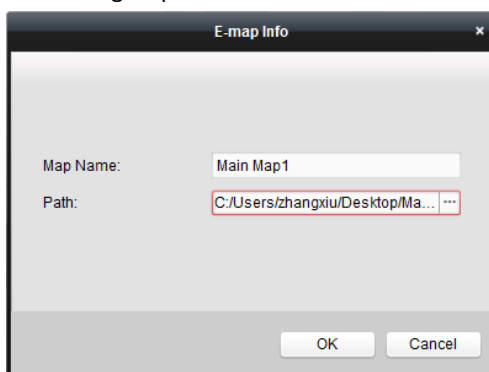 E-map Info ×
Map Name: Main Map1
Path: C:/Users/zhangxiu/Desktop/Ma... ...
OK Cancel